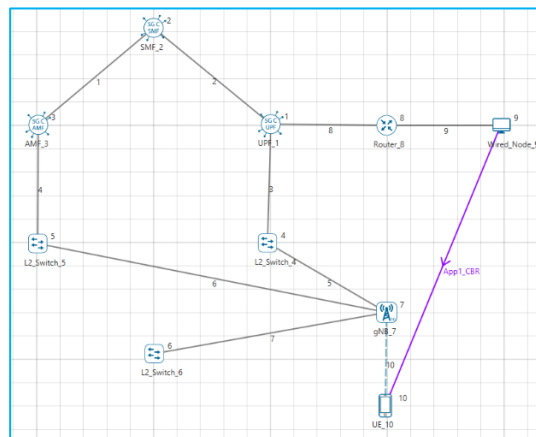 5G C
SMF
2
SMF_2
1
2
5G C
AMF
3
AMF_3
5G C
UPF
1
UPF_1
8
8
Router_8
9
9
Wired_Node_9
4
3
5
L2_Switch_5
4
L2_Switch_4
App1_CBR
6
5
7
gNB_7
6
L2_Switch_6
7
10
10
UE_10